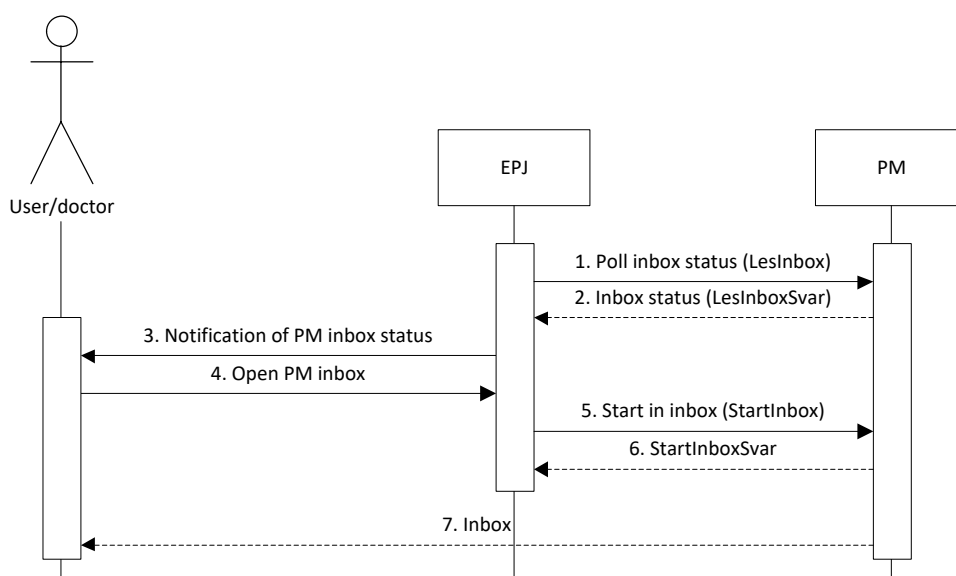 EPJ
PM
User/doctor
1. Poll inbox status (LesInbox)
2. Inbox status (LesInboxSvar)
3. Notification of PM inbox status
4. Open PM inbox
5. Start in inbox (StartInbox)
6. StartInboxSvar
7. Inbox